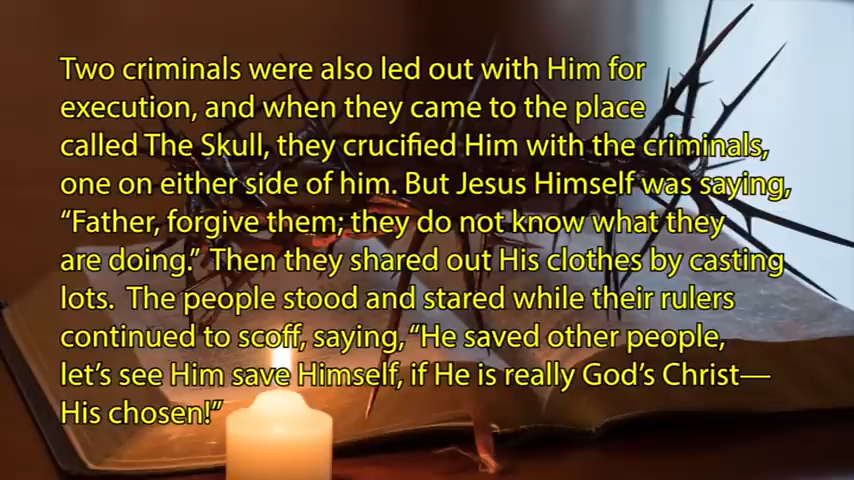 Two criminals were also led out with Him for
execution, and when they came to the place
called The Skull, they crucified Him with the criminals,
one on either side of him. But Jesus Himself was saying,
“Father, forgive them; they do not know what they
are doing.” Then they shared out His clothes by casting
lots.  The people stood and stared while their rulers
continued to scoff, saying, “He saved other people,
let’s see Him save Himself, if He is really God’s Christ—
His chosen!”